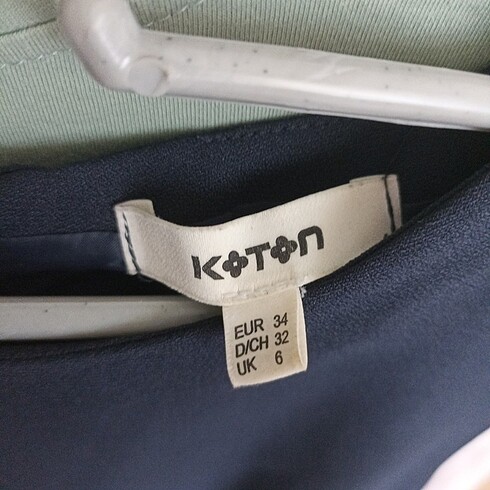 KOTON
EUR 34
D/CH 32
UK 6